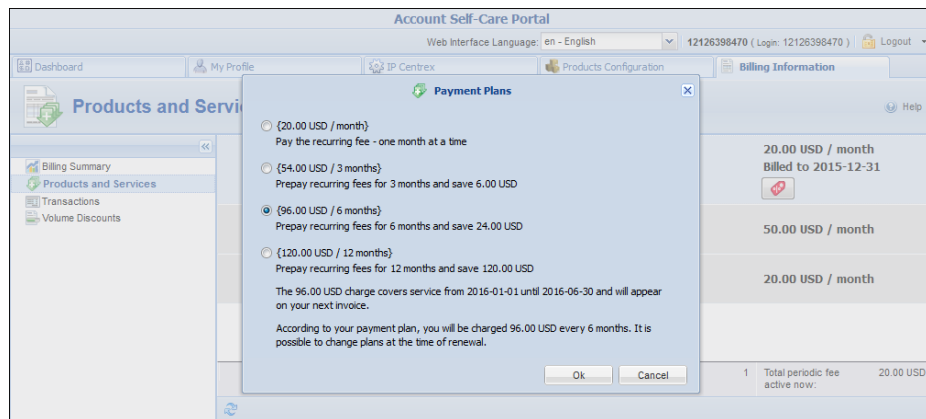 Account Self-Care Portal
Web Interface Language: en - English 12126398470 ( Login: 12126398470 ) Logout
Dashboard My Profile IP Centrex Products Configuration Billing Information
Products and Servi
Help
Payment Plans
{20.00 USD / month}
Pay the recurring fee - one month at a time
{54.00 USD / 3 months}
Prepay recurring fees for 3 months and save 6.00 USD
{96.00 USD / 6 months}
Prepay recurring fees for 6 months and save 24.00 USD
{120.00 USD / 12 months}
Prepay recurring fees for 12 months and save 120.00 USD
The 96.00 USD charge covers service from 2016-01-01 until 2016-06-30 and will appear
on your next invoice.
According to your payment plan, you will be charged 96.00 USD every 6 months. It is
possible to change plans at the time of renewal.
Ok Cancel
Billing Summary
Products and Services
Transactions
Volume Discounts
20.00 USD / month
Billed to 2015-12-31
50.00 USD / month
20.00 USD / month
1 Total periodic fee 20.00 USD
active now: